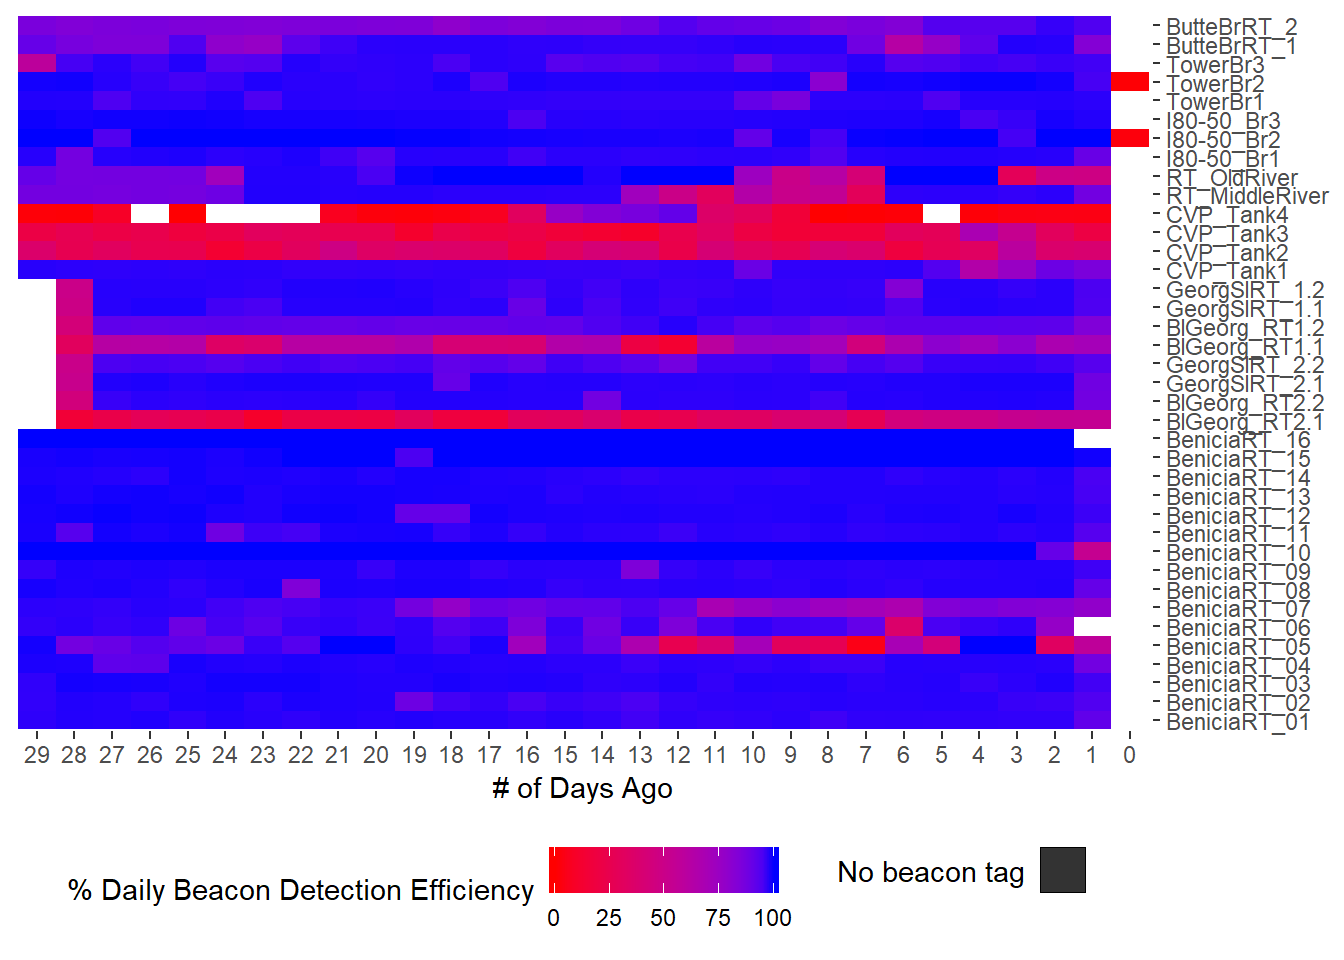 ButteBrRT_2
ButteBrRT_1
TowerBr3
TowerBr2
TowerBr1
I80-50_Br3
I80-50_Br2
I80-50_Br1
RT_OldRiver
RT_MiddleRiver
CVP_Tank4
CVP_Tank3
CVP_Tank2
CVP_Tank1
GeorgSlRT_1.2
GeorgSlRT_1.1
BlGeorg_RT1.2
BlGeorg_RT1.1
GeorgSlRT_2.2
GeorgSlRT_2.1
BlGeorg_RT2.2
BlGeorg_RT2.1
BeniciaRT_16
BeniciaRT_15
BeniciaRT_14
BeniciaRT_13
BeniciaRT_12
BeniciaRT_11
BeniciaRT_10
BeniciaRT_09
BeniciaRT_08
BeniciaRT_07
BeniciaRT_06
BeniciaRT_05
BeniciaRT_04
BeniciaRT_03
BeniciaRT_02
BeniciaRT_01
29 28 27 26 25 24 23 22 21 20 19 18 17 16 15 14 13 12 11 10 9 8 7 6 5 4 3 2 1 0
# of Days Ago
% Daily Beacon Detection Efficiency
0 25 50 75 100
No beacon tag